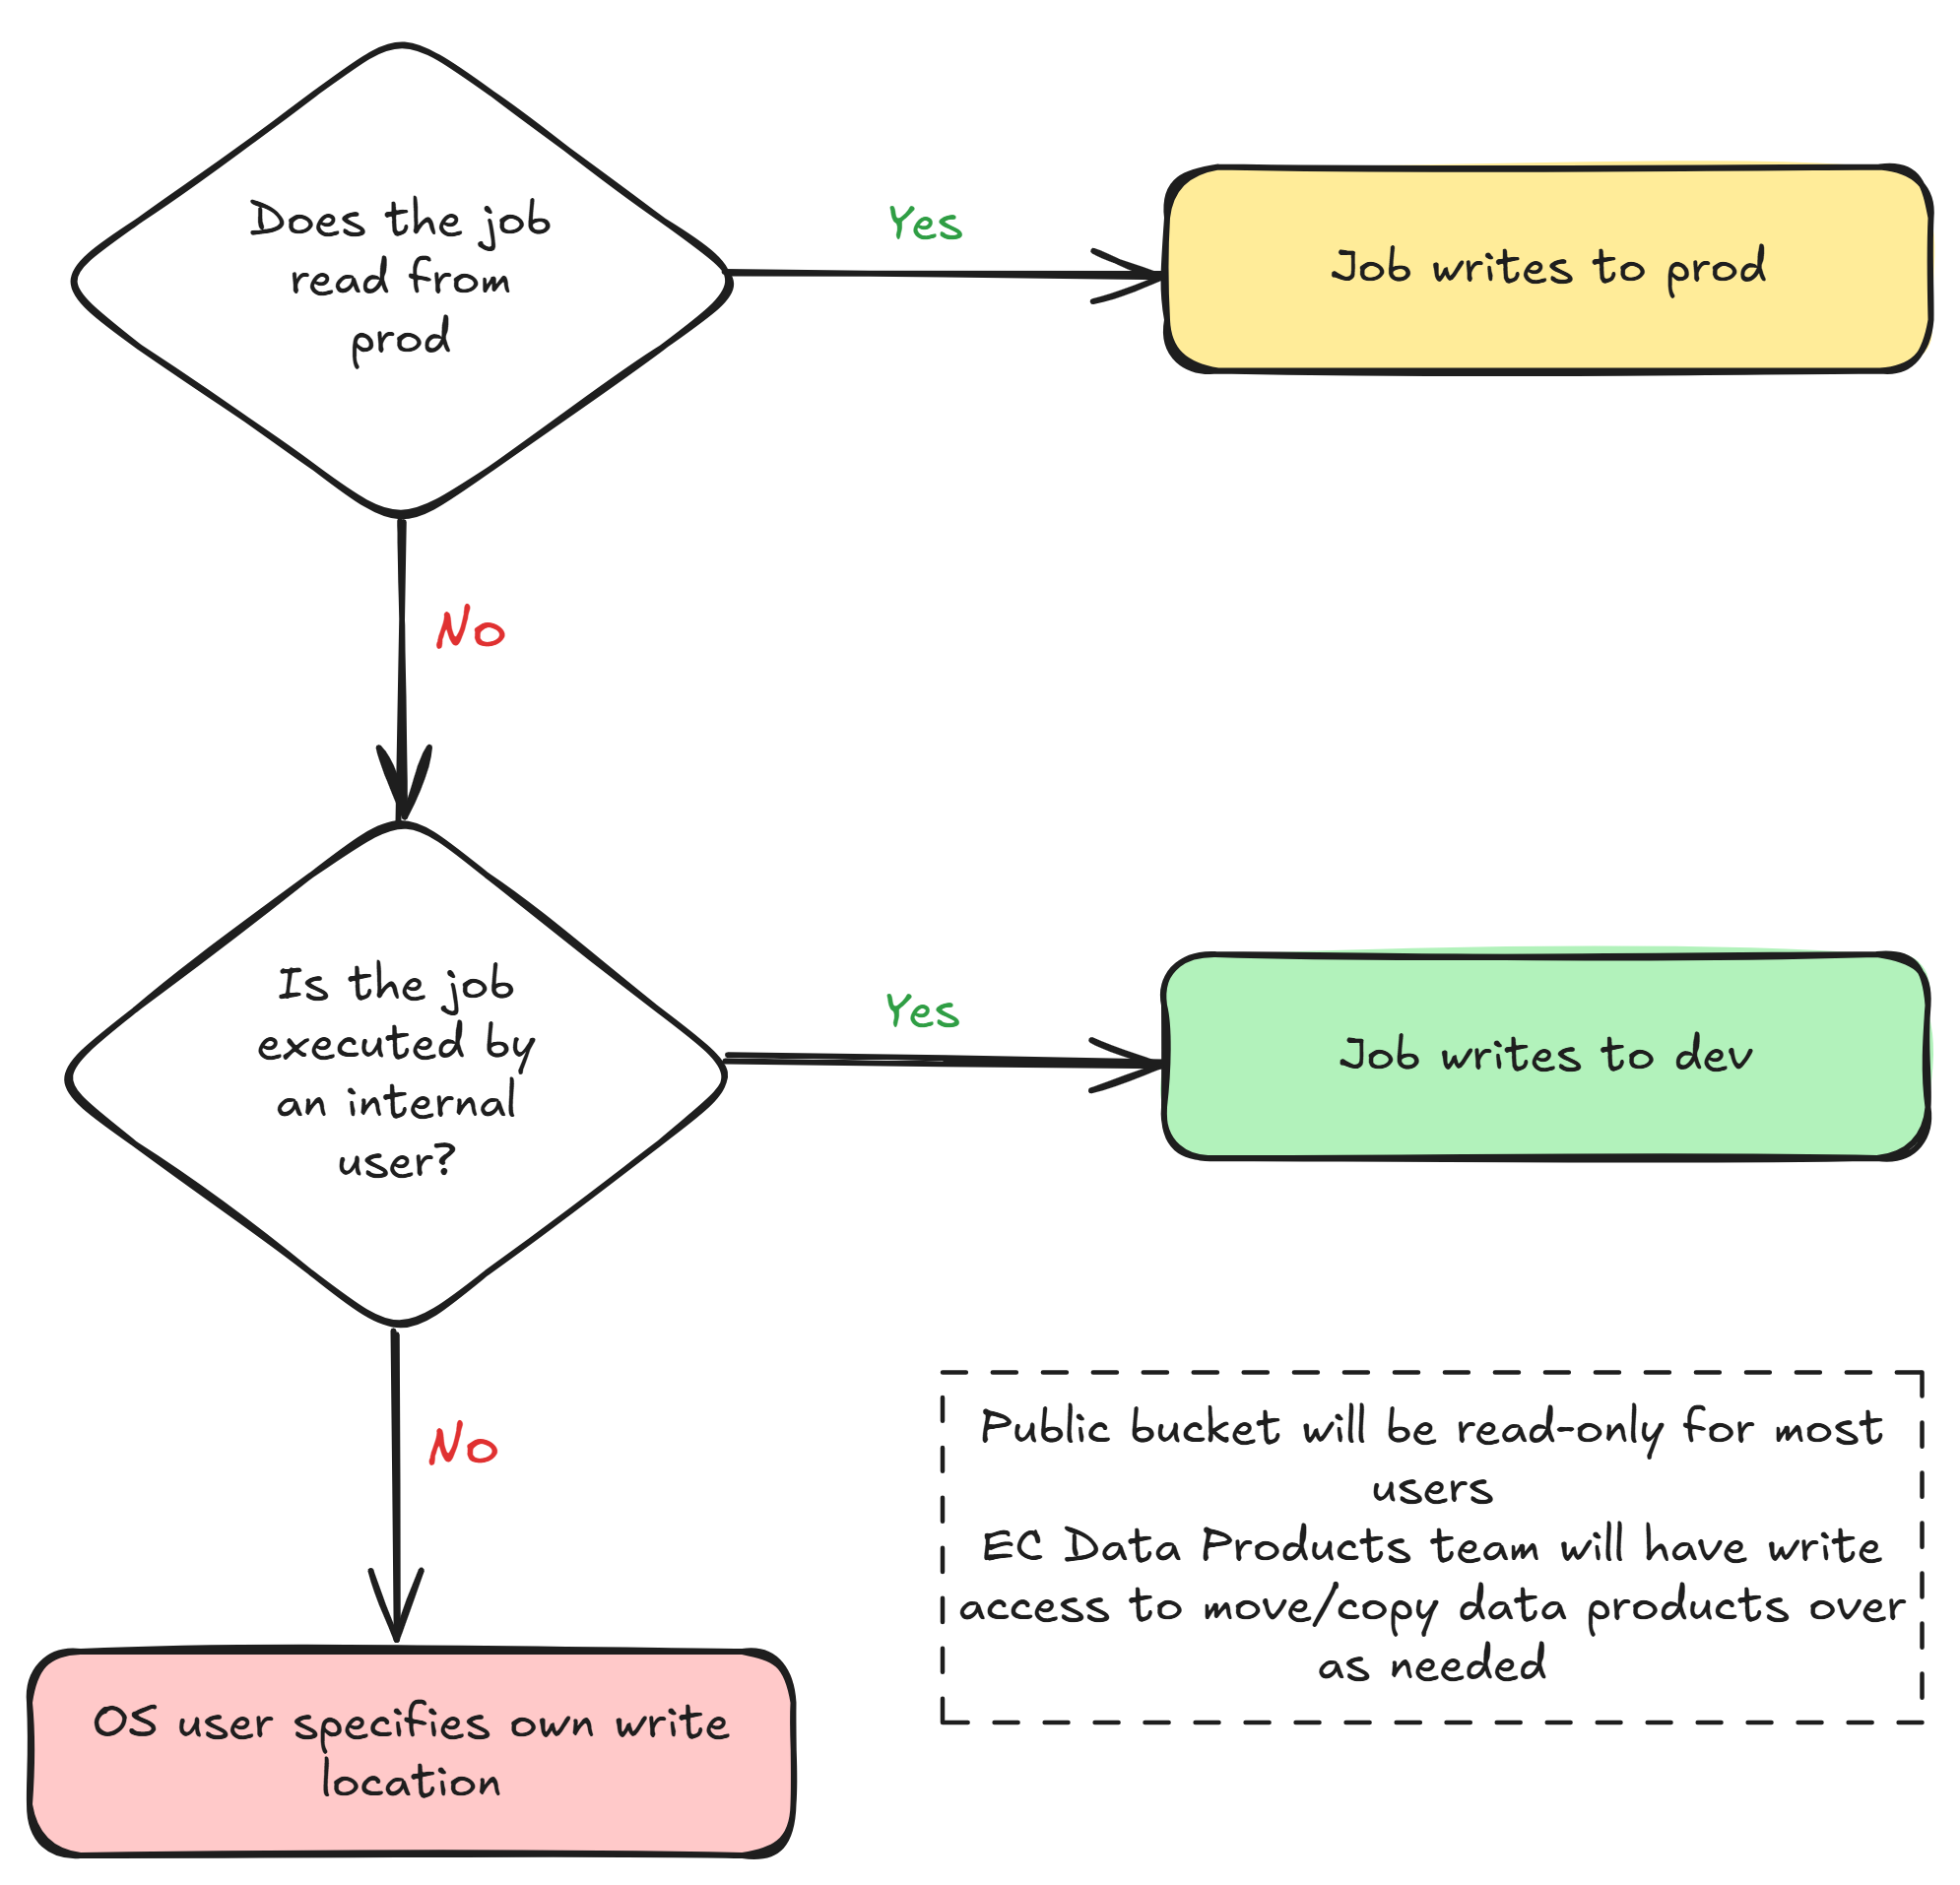 Does the job
read from
prod
Yes
Job writes to prod
No
Is the job
executed by
an internal
user?
Yes
Job writes to dev
No
OS user specifies own write
location
Public bucket will be read-only for most
users
EC Data Products team will have write
access to move/copy data products over
as needed